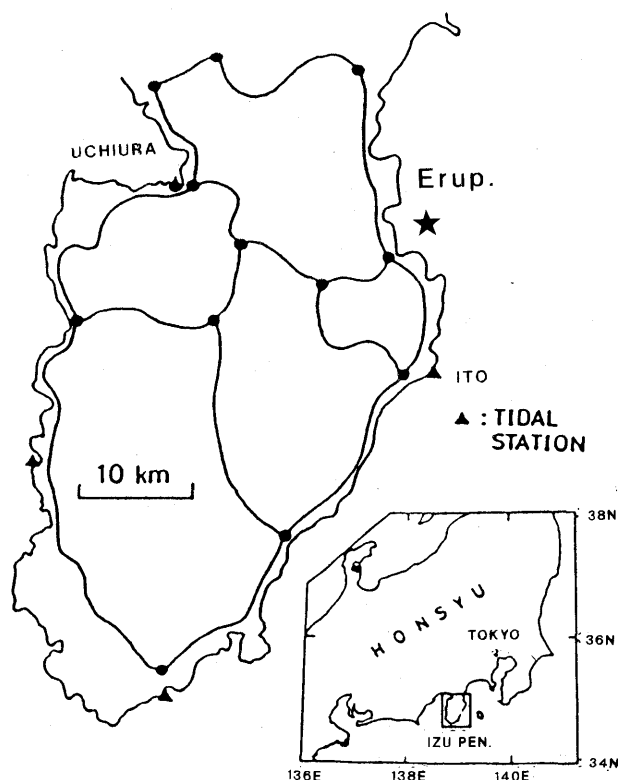 UCHIURA
Erup.
ITO
▲ : TIDAL
STATION
10 km
38N
HONSYU
TOKYO
36N
IZU PEN.
34N
136E 138E 140E